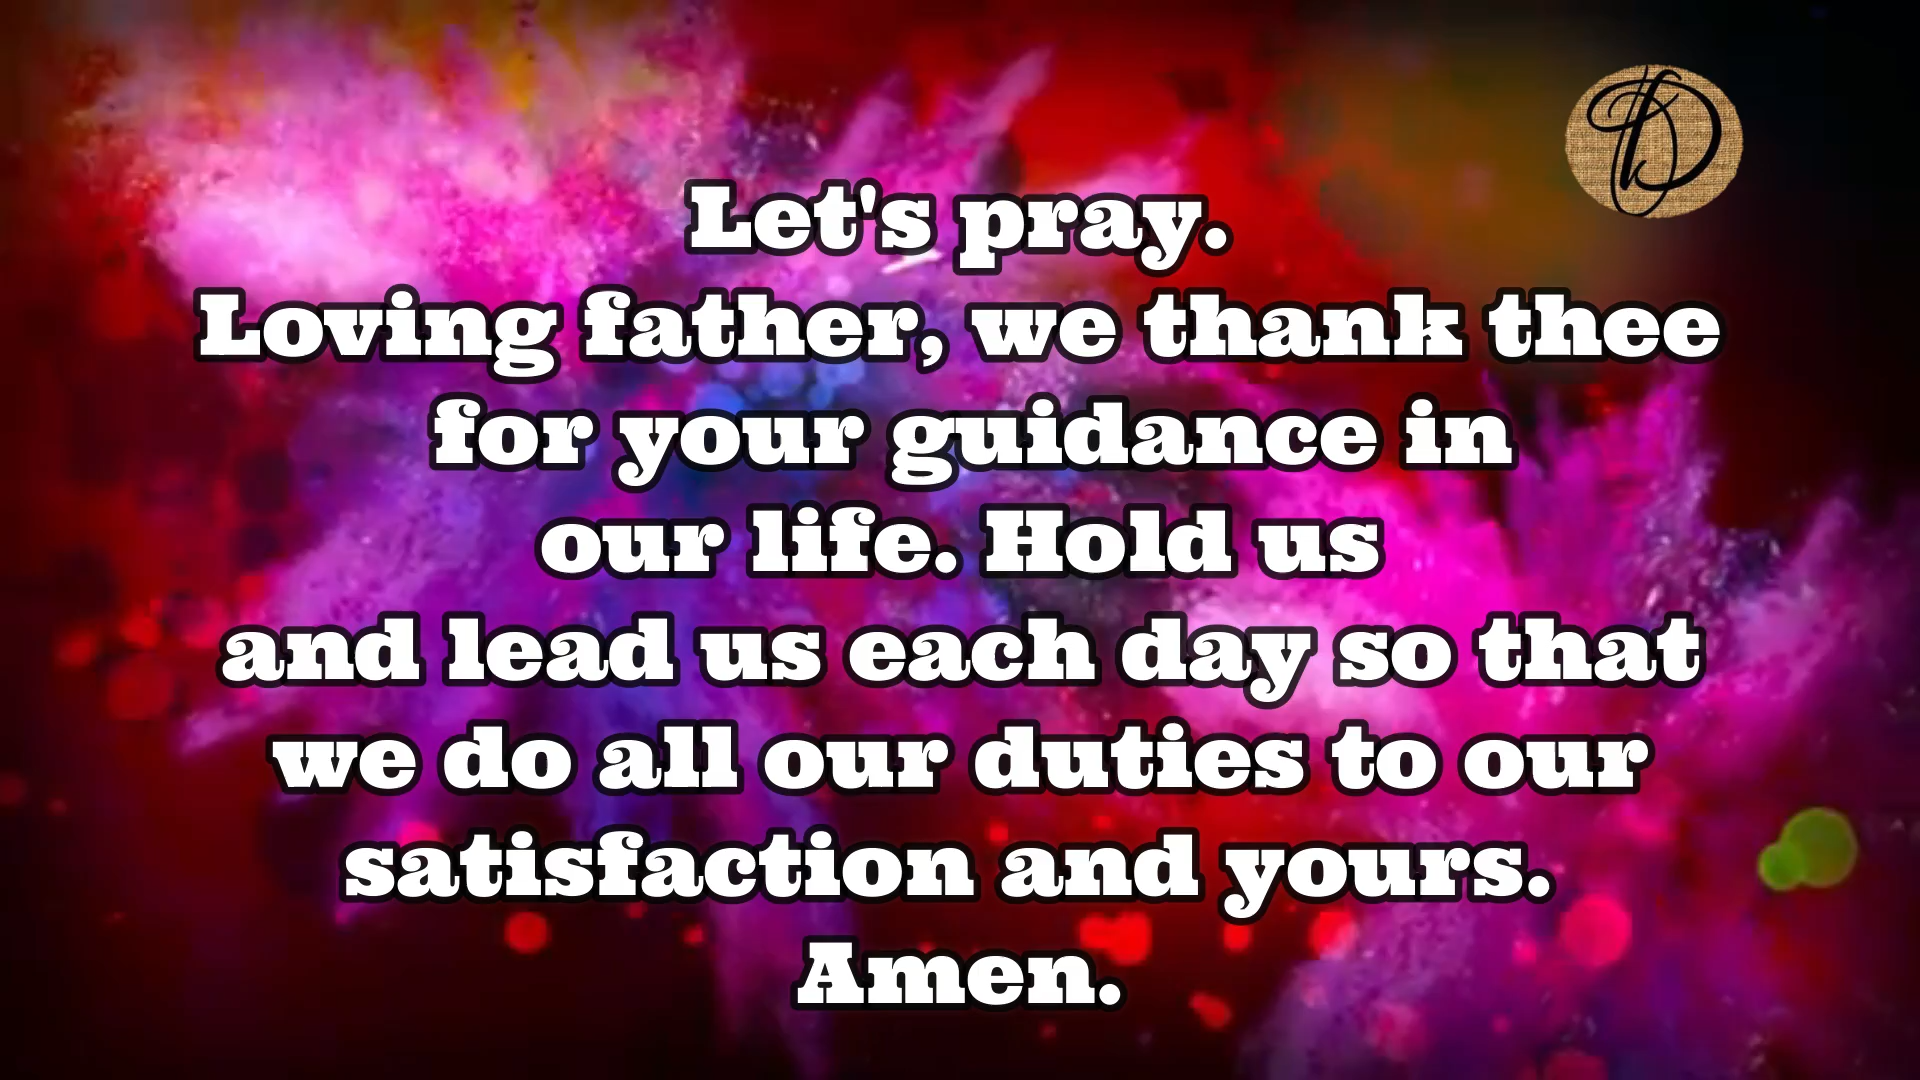 Let's pray.
Loving father, we thank thee
for your guidance in
our life. Hold us
and lead us each day so that
we do all our duties to our
satisfaction and yours.
Amen.